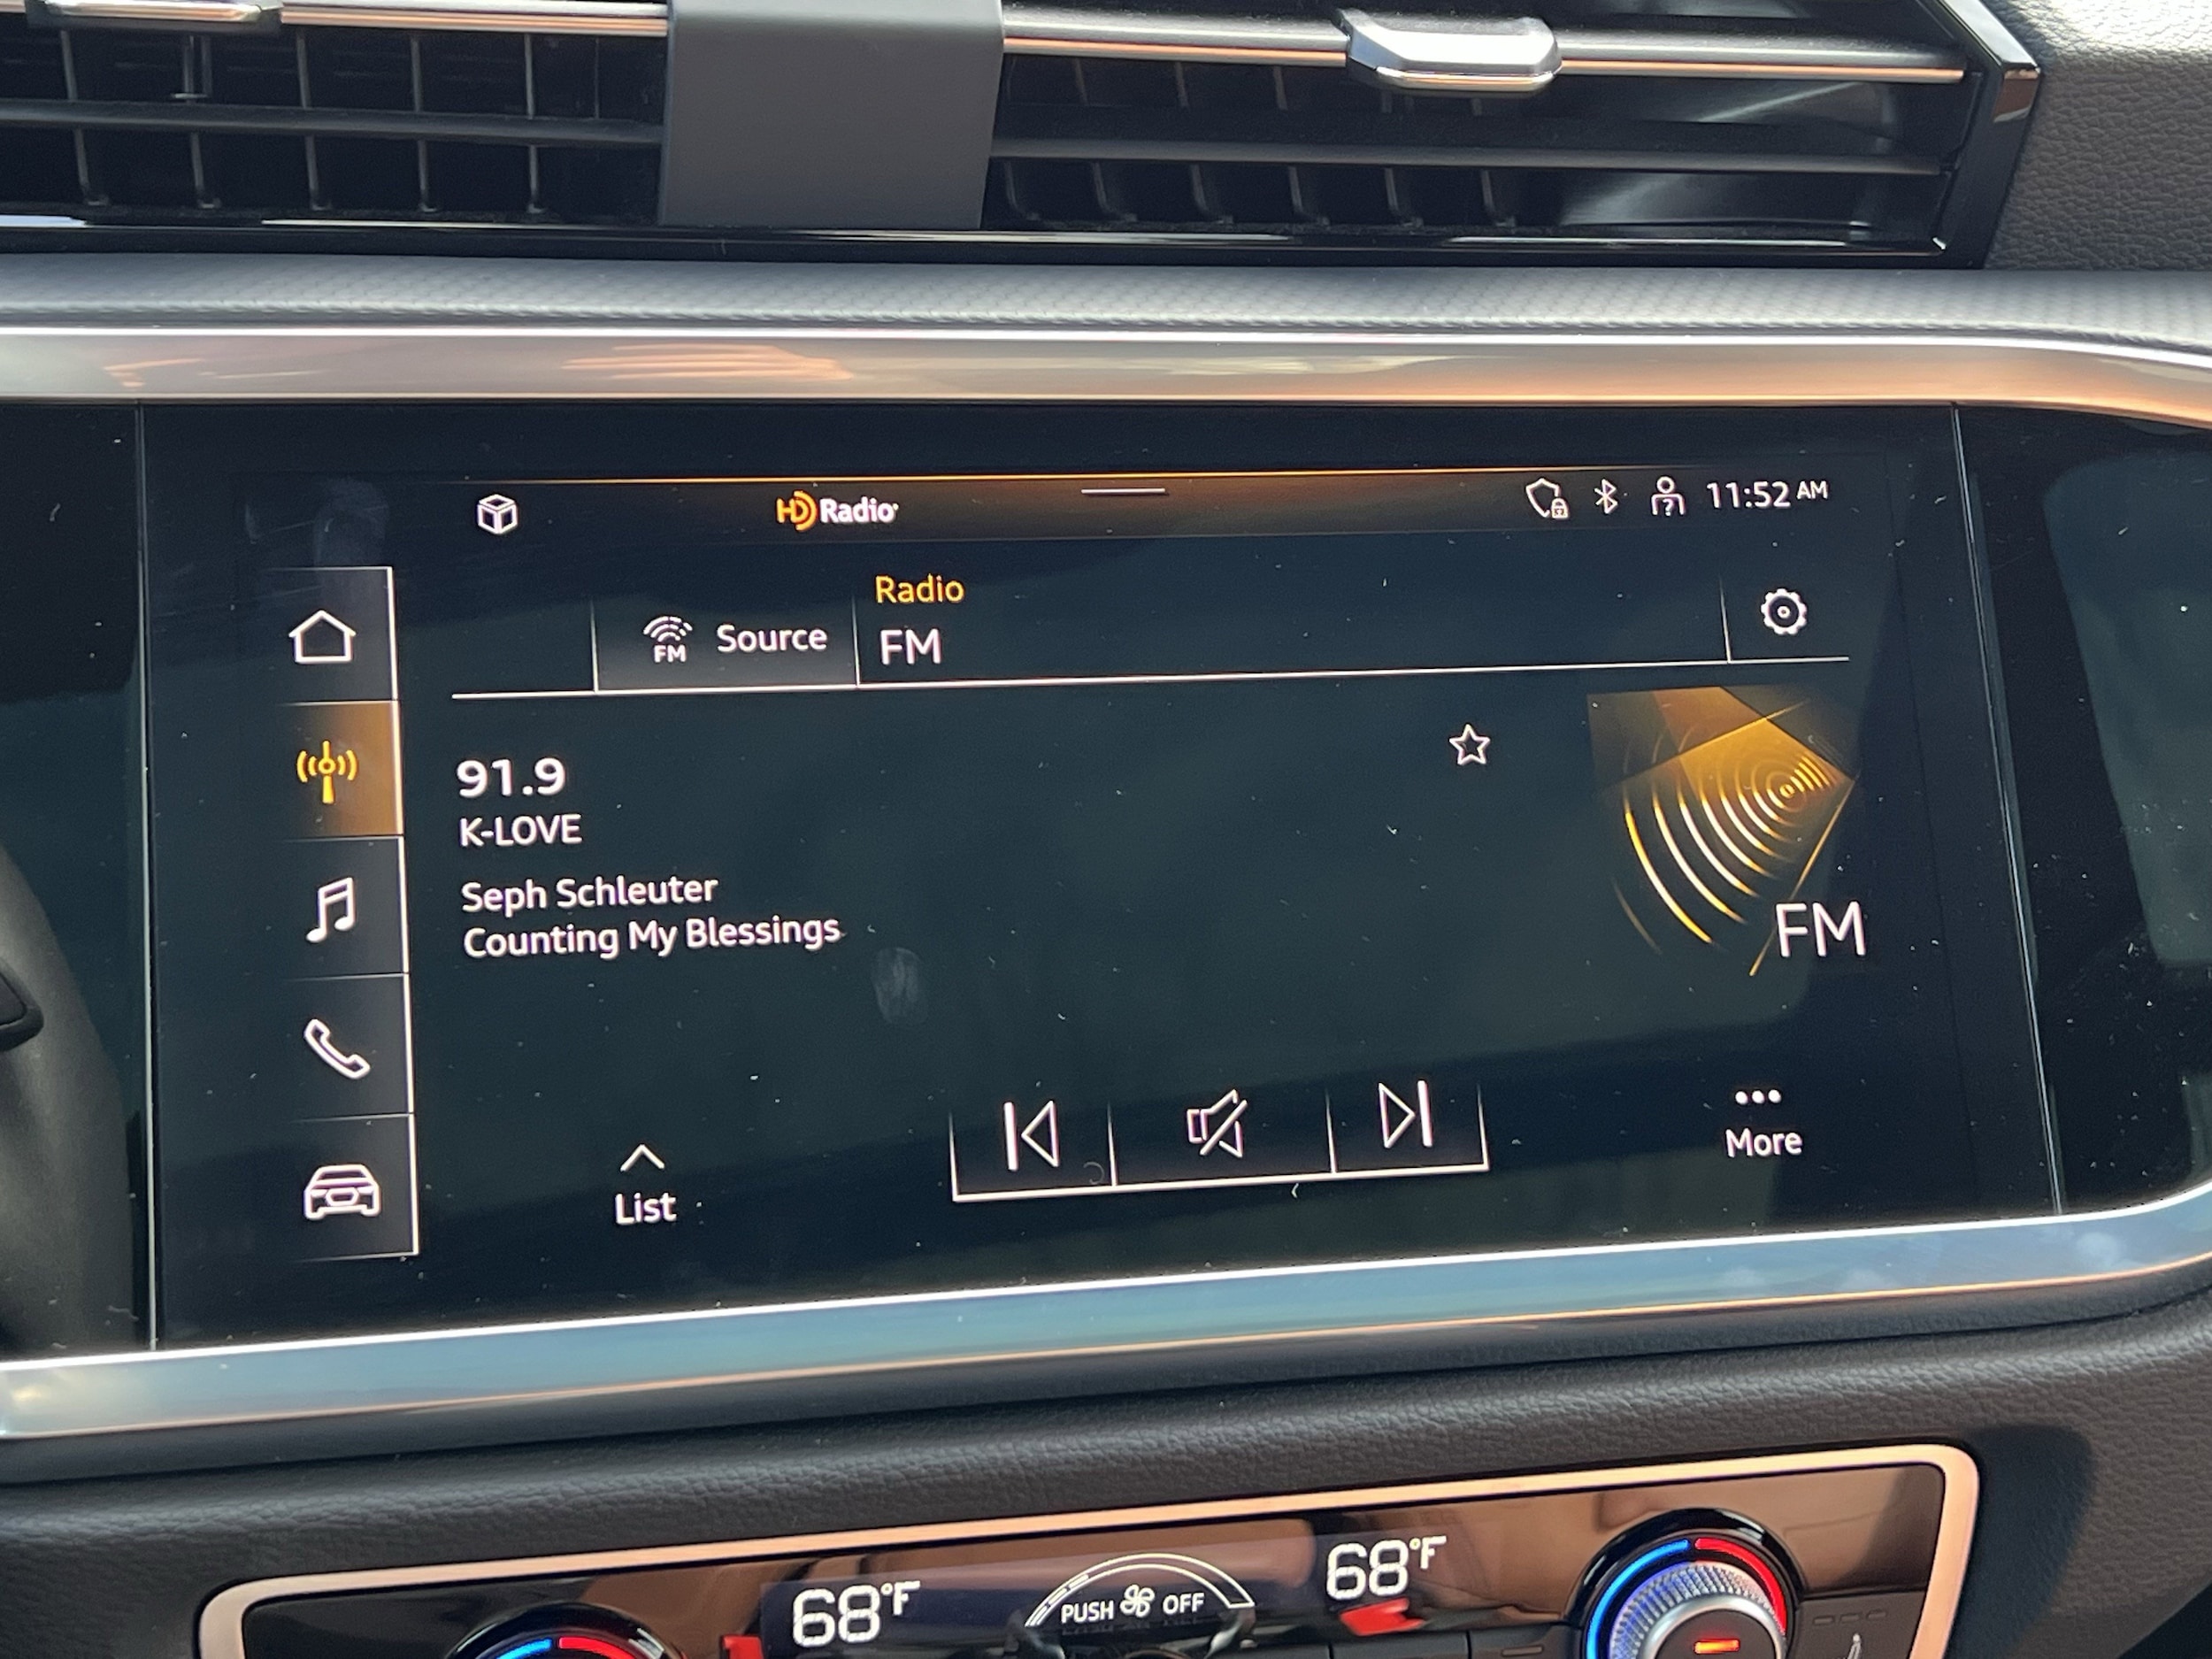 HD Radio
11:52 AM
Radio
FM Source
FM
91.9
K-LOVE
Seph Schleuter
Counting My Blessings
FM
List
More
68°F
PUSH OFF
68°F